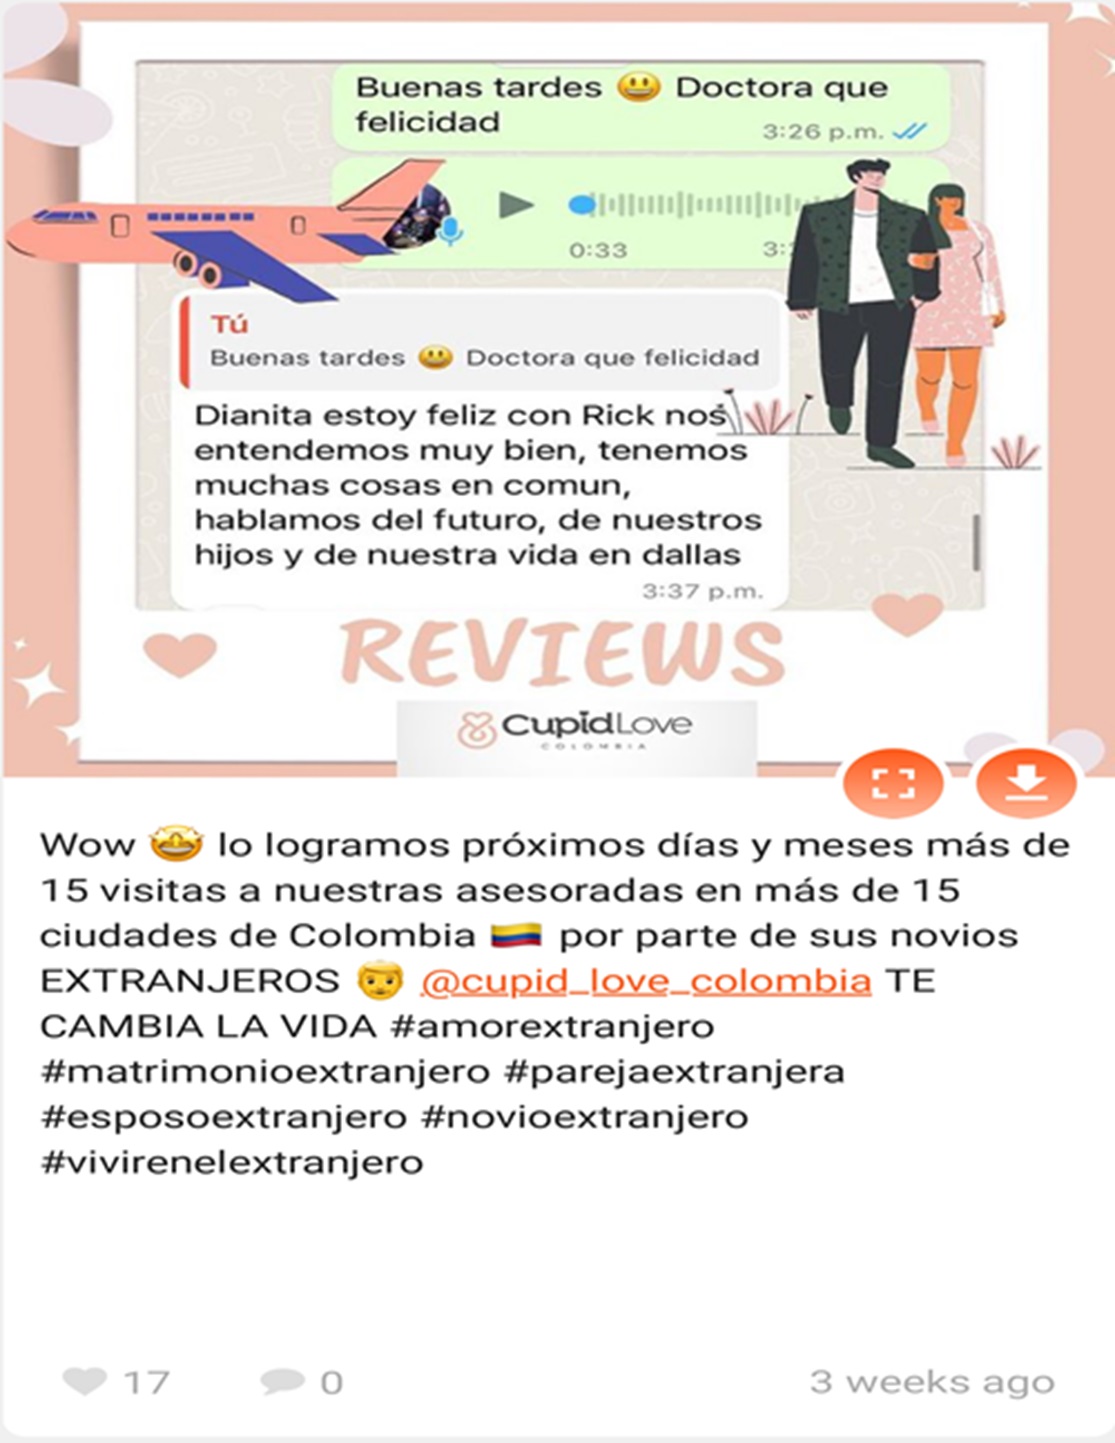 Buenas tardes 😃 Doctora que
felicidad
3:26 p.m.
0:33
Tú
Buenas tardes 😃 Doctora que felicidad
Dianita estoy feliz con Rick nos
entendemos muy bien, tenemos
muchas cosas en comun,
hablamos del futuro, de nuestros
hijos y de nuestra vida en dallas
3:37 p.m.
REVIEWS
CupidLove
COLOMBIA
Wow 🤩 lo logramos próximos días y meses más de
15 visitas a nuestras asesoradas en más de 15
ciudades de Colombia 🇨🇴 por parte de sus novios
EXTRANJEROS 👨‍🦳 @cupid_love_colombia TE
CAMBIA LA VIDA #amorextranjero
#matrimonioextranjero #parejaextranjera
#esposoextranjero #novioextranjero
#vivirenelextranjero
17
0
3 weeks ago